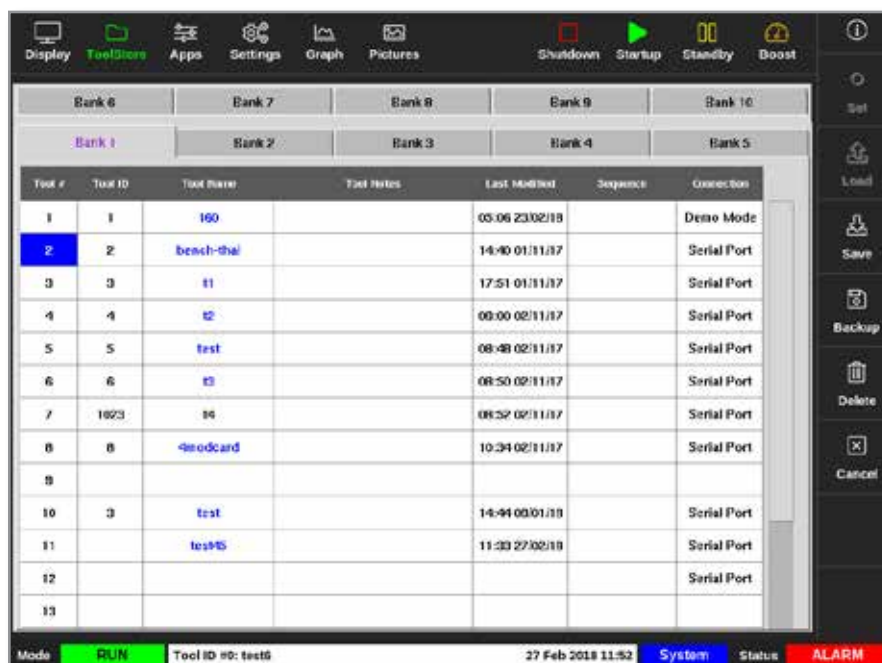 Display ToolStore Apps Settings Graph Pictures Shutdown Startup Standby Boost
Set
Load
Save
Backup
Delete
Cancel
Bank 6 Bank 7 Bank 8 Bank 9 Bank 10
Bank 1 Bank 2 Bank 3 Bank 4 Bank 5
Tool # Tool ID Tool Name Tool Notes Last Modified Sequence Connection
1 1 160 05:06 23/02/18 Demo Mode
2 2 bench-thal 14:40 01/11/17 Serial Port
3 3 t1 17:51 01/11/17 Serial Port
4 4 t2 08:00 02/11/17 Serial Port
5 5 test 08:48 02/11/17 Serial Port
6 6 t3 08:50 02/11/17 Serial Port
7 1023 t4 08:52 02/11/17 Serial Port
8 8 4modcard 10:34 02/11/17 Serial Port
9
10 3 test 14:44 Serial Port
11 test45 11:33 27/02/18 Serial Port
12 Serial Port
13
Mode RUN Tool ID #0: test6 27 Feb 2018 11:52 System Status ALARM